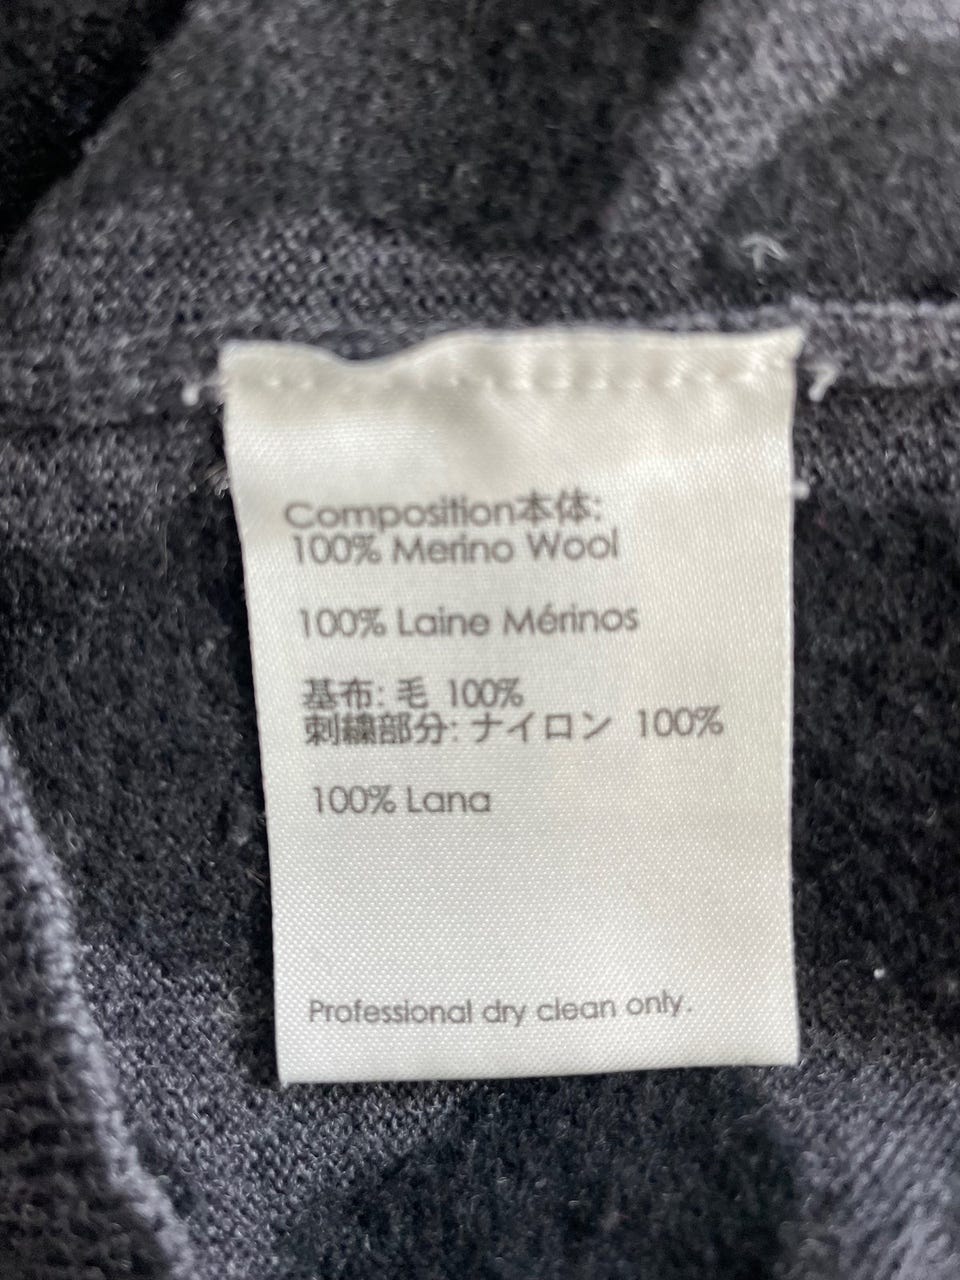 Composition本体:
100% Merino Wool
100% Laine Mérinos
基布: 毛 100%
刺繍部分: ナイロン 100%
100% Lana
Professional dry clean only.